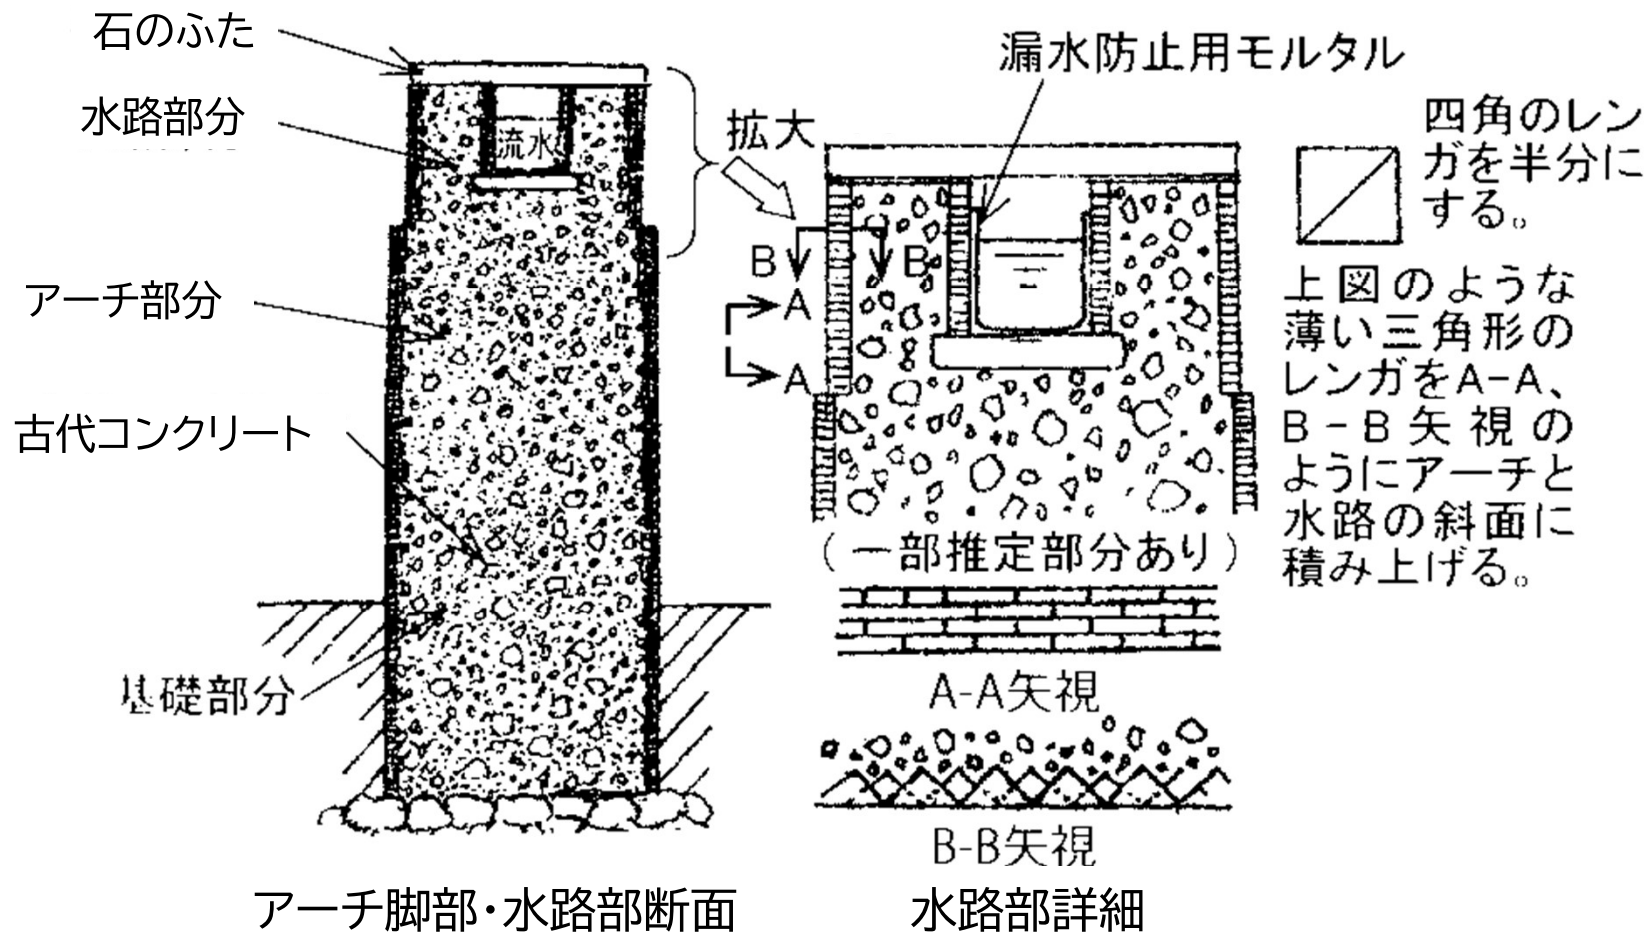 石のふた
水路部分
流水
アーチ部分
古代コンクリート
基礎部分
アーチ脚部・水路部断面
拡大
漏水防止用モルタル
B
B
A
A
(一部推定部分あり)
A-A矢視
B-B矢視
水路部詳細
四角のレン
ガを半分に
する。
上図のような
薄い三角形の
レンガをA-A、
B-B矢視の
ようにアーチと
水路の斜面に
積み上げる。